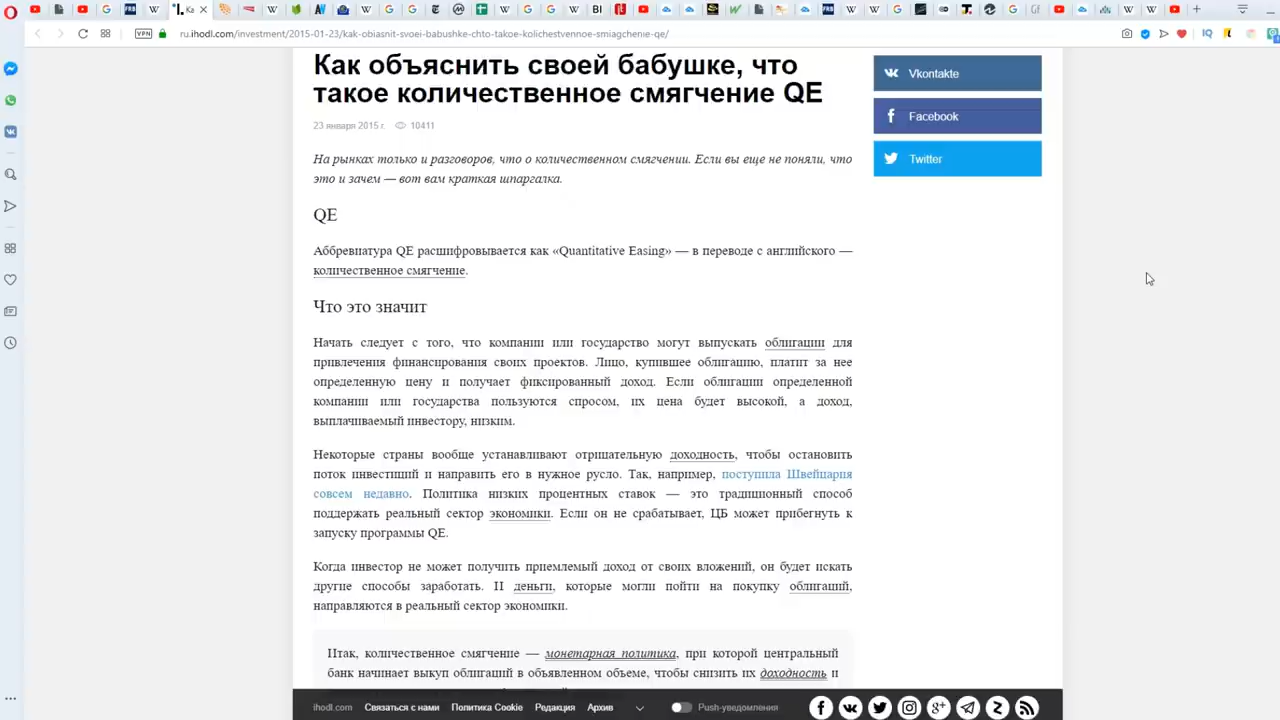 К
BI
VPN
ru.ihodl.com/investment/2015-01-23/kak-obiasnit-svoei-babushke-chto-takoe-kolichestvennoe-smiagchenie-qe/
Как объяснить своей бабушке, что
такое количественное смягчение QE
23 января 2015 г.
10411
На рынках только и разговоров, что о количественном смягчении. Если вы еще не поняли, что
это и зачем — вот вам краткая шпаргалка.
QE
Аббревиатура QE расшифровывается как «Quantitative Easing» — в переводе с английского —
количественное смягчение.
Что это значит
Начать следует с того, что компании или государство могут выпускать облигации для
привлечения финансирования своих проектов. Лицо, купившее облигацию, платит за нее
определенную цену и получает фиксированный доход. Если облигации определенной
компании или государства пользуются спросом, их цена будет высокой, а доход,
выплачиваемый инвестору, низким.
Некоторые страны вообще устанавливают отрицательную доходность, чтобы остановить
поток инвестиций и направить его в нужное русло. Так, например, поступила Швейцария
совсем недавно. Политика низких процентных ставок — это традиционный способ
поддержать реальный сектор экономики. Если он не срабатывает, ЦБ может прибегнуть к
запуску программы QE.
Когда инвестор не может получить приемлемый доход от своих вложений, он будет искать
другие способы заработать. И деньги, которые могли пойти на покупку облигаций,
направляются в реальный сектор экономики.
Итак, количественное смягчение — монетарная политика, при которой центральный
банк начинает выкуп облигаций в объявленном объеме, чтобы снизить их доходность и
Vkontakte
Facebook
Twitter
ihodl.com
Связаться с нами
Политика Cookie
Редакция
Архив
Push-уведомления